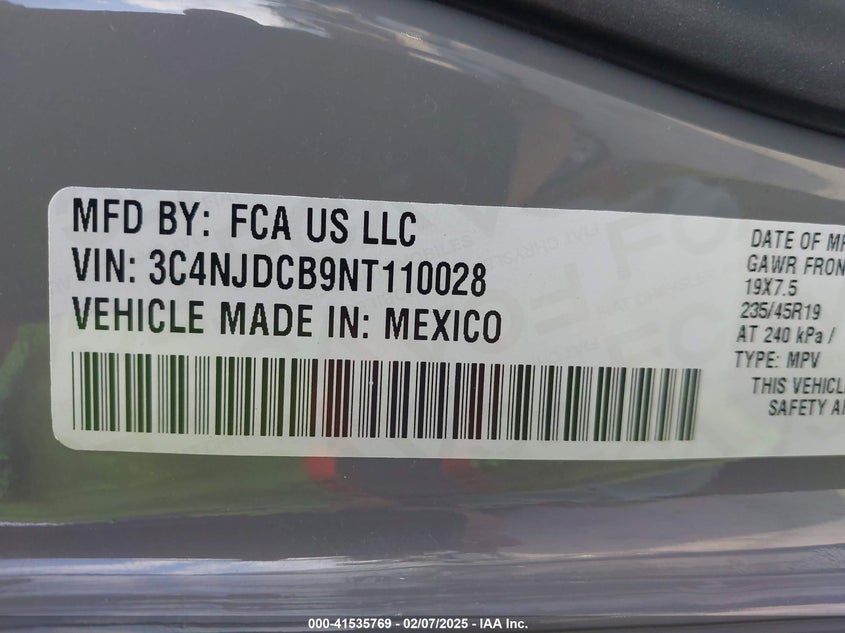 MFD BY: FCA US LLC
VIN: 3C4NJDCB9NT110028
VEHICLE MADE IN: MEXICO
DATE OF MF
GAWR FRON
19X7.5
235/45R19
AT 240 kPa /
TYPE: MPV
THIS VEHICL
SAFETY A
000-41535769 - 02/07/2025 - IAA Inc.